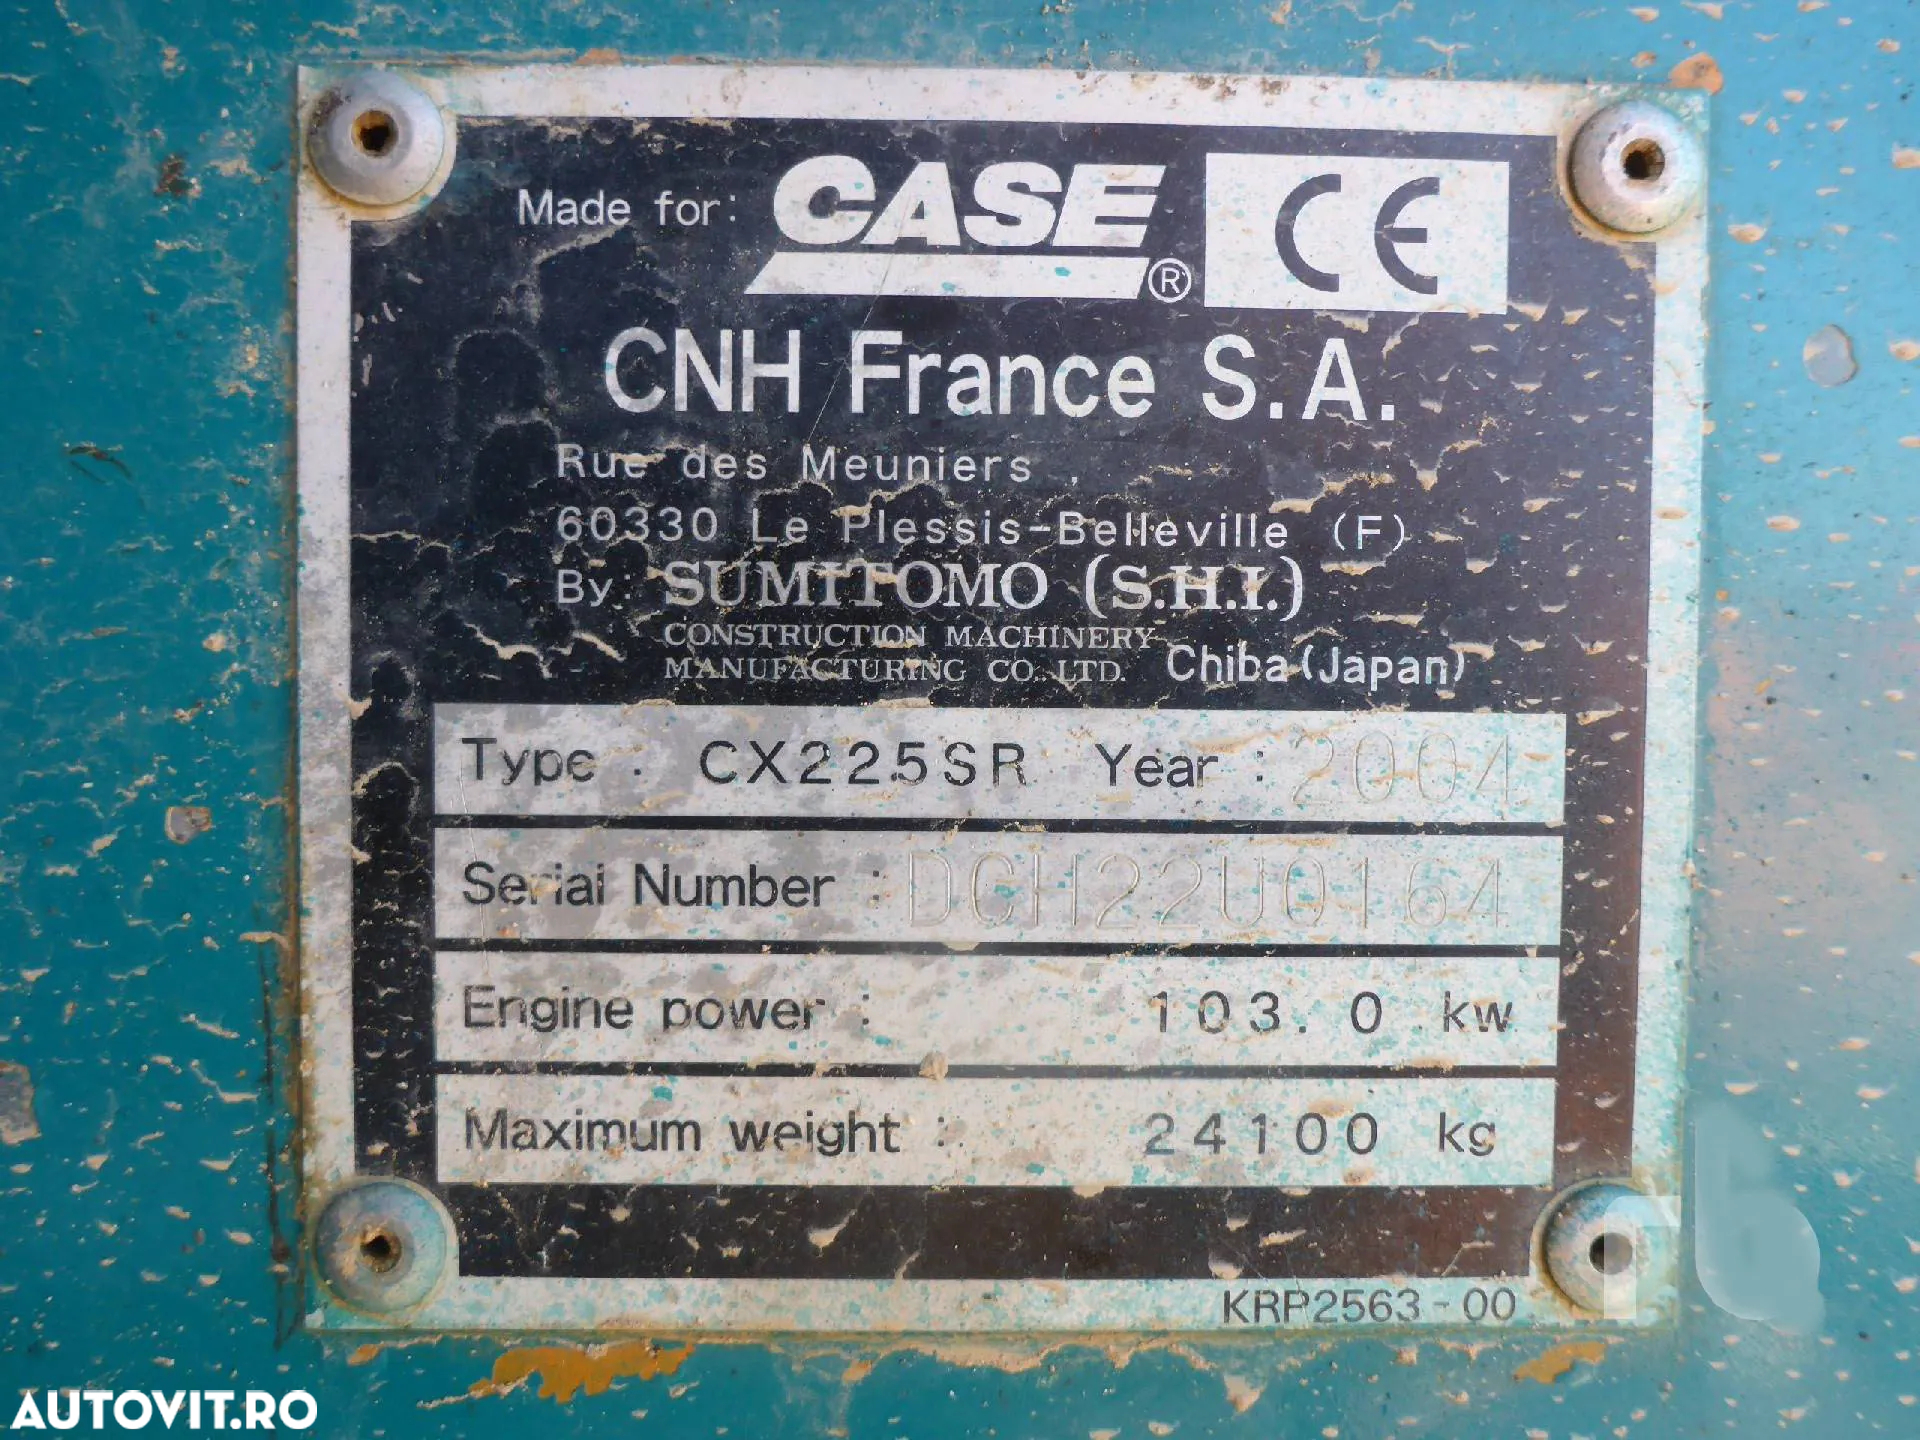 Made for: CASE ® CE
CNH France S.A.
Rue des Meuniers ,
60330 Le Plessis-Belleville (F)
By: SUMITOMO (S.H.I.)
CONSTRUCTION MACHINERY
MANUFACTURING CO. LTD. Chiba (Japan)
Type : CX225SR Year : 2004
Serial Number : DCH22U0164
Engine power : 103.0 kw
Maximum weight : 24100 kg
KRP2563-00
rb
AUTOVIT.RO